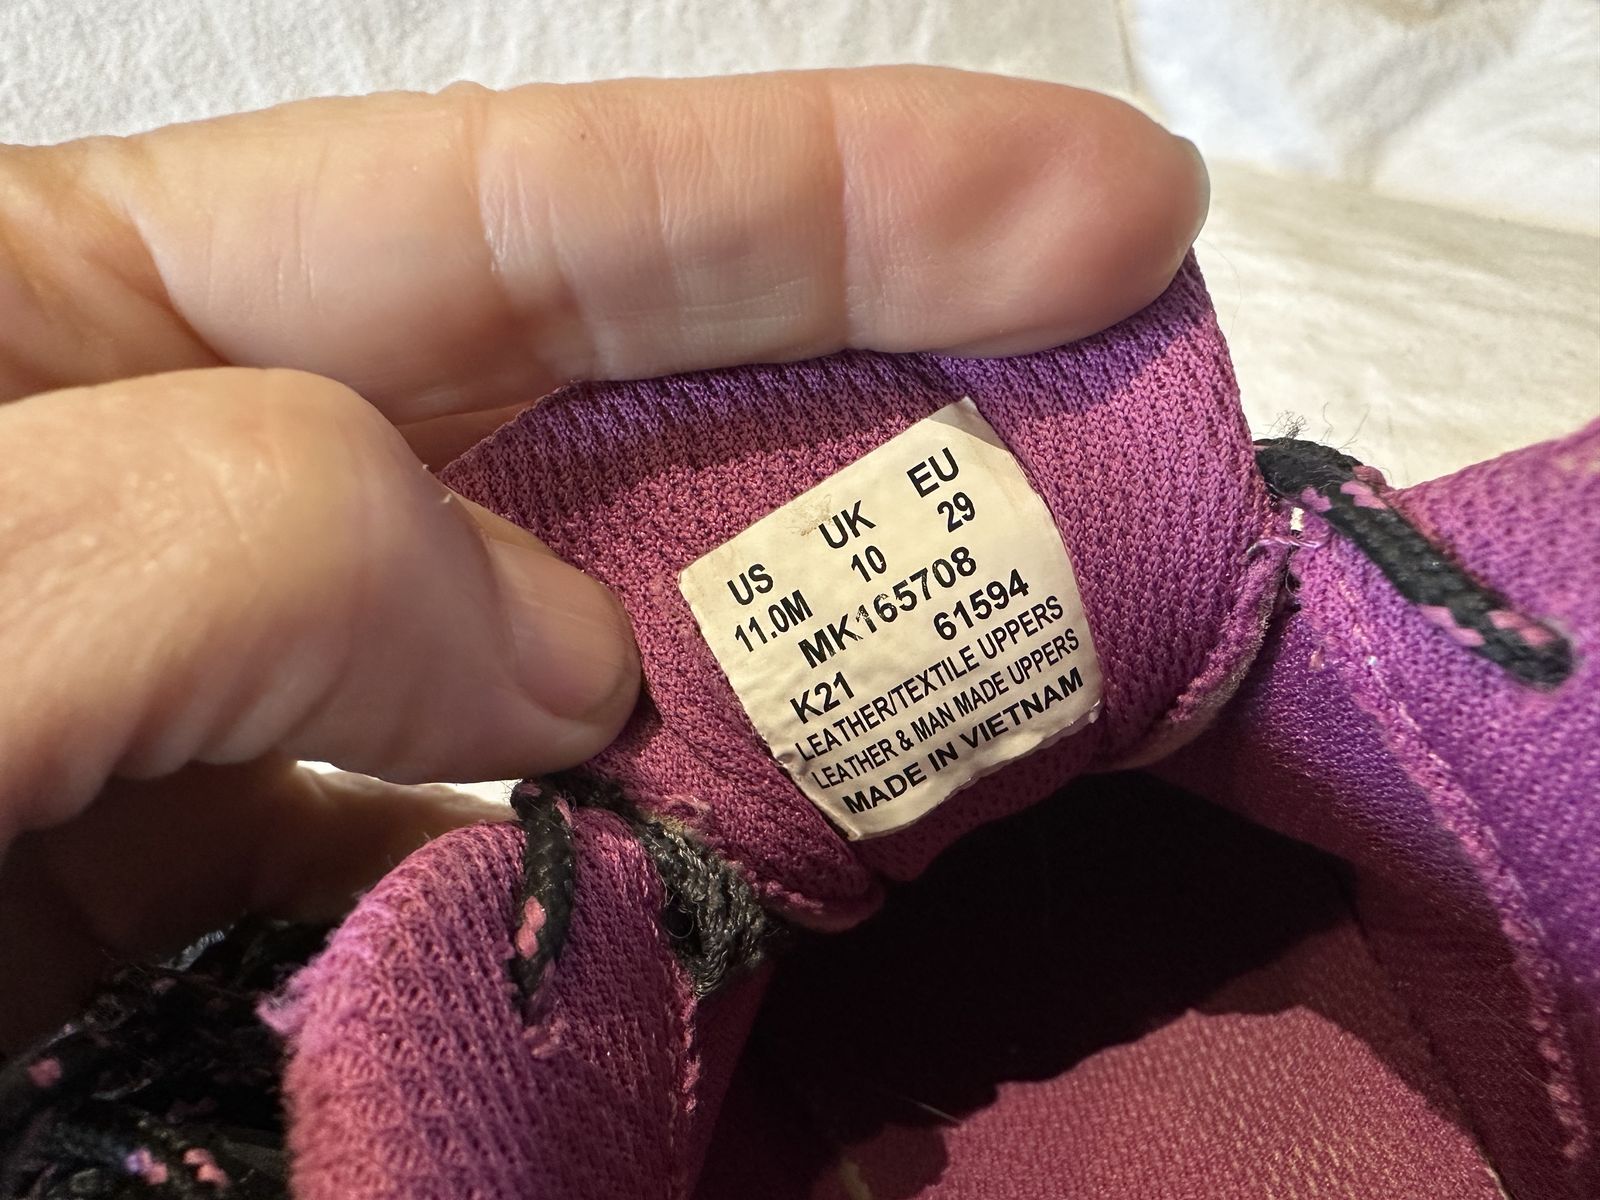 US UK EU
11.0M 10 29
MK165708
K21 61594
LEATHER/TEXTILE UPPERS
LEATHER & MAN MADE UPPERS
MADE IN VIETNAM